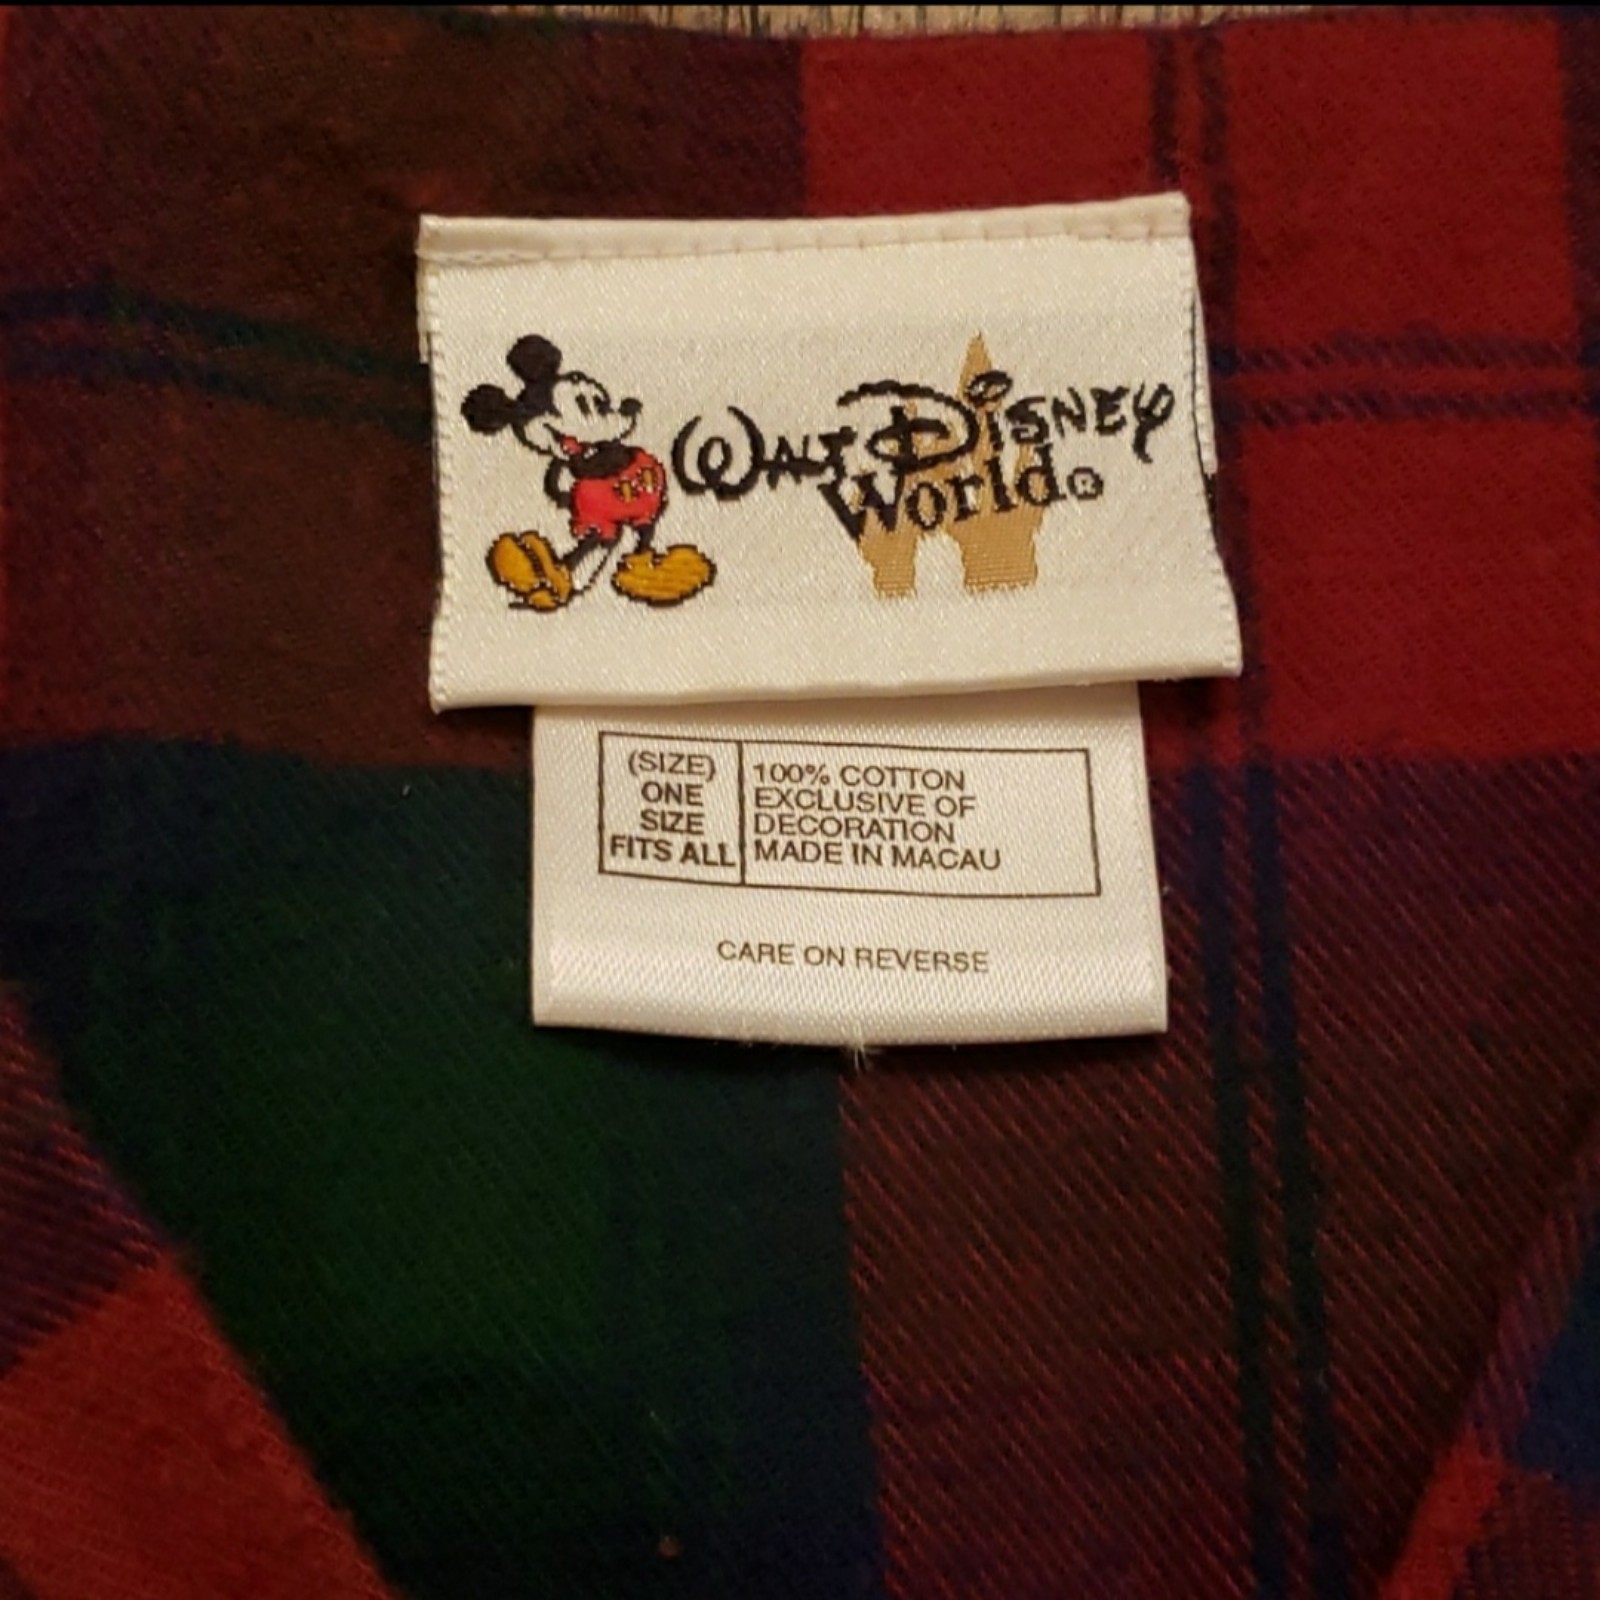 WALT DISNEY
World®
(SIZE)
ONE
SIZE
FITS ALL
100% COTTON
EXCLUSIVE OF
DECORATION
MADE IN MACAU
CARE ON REVERSE